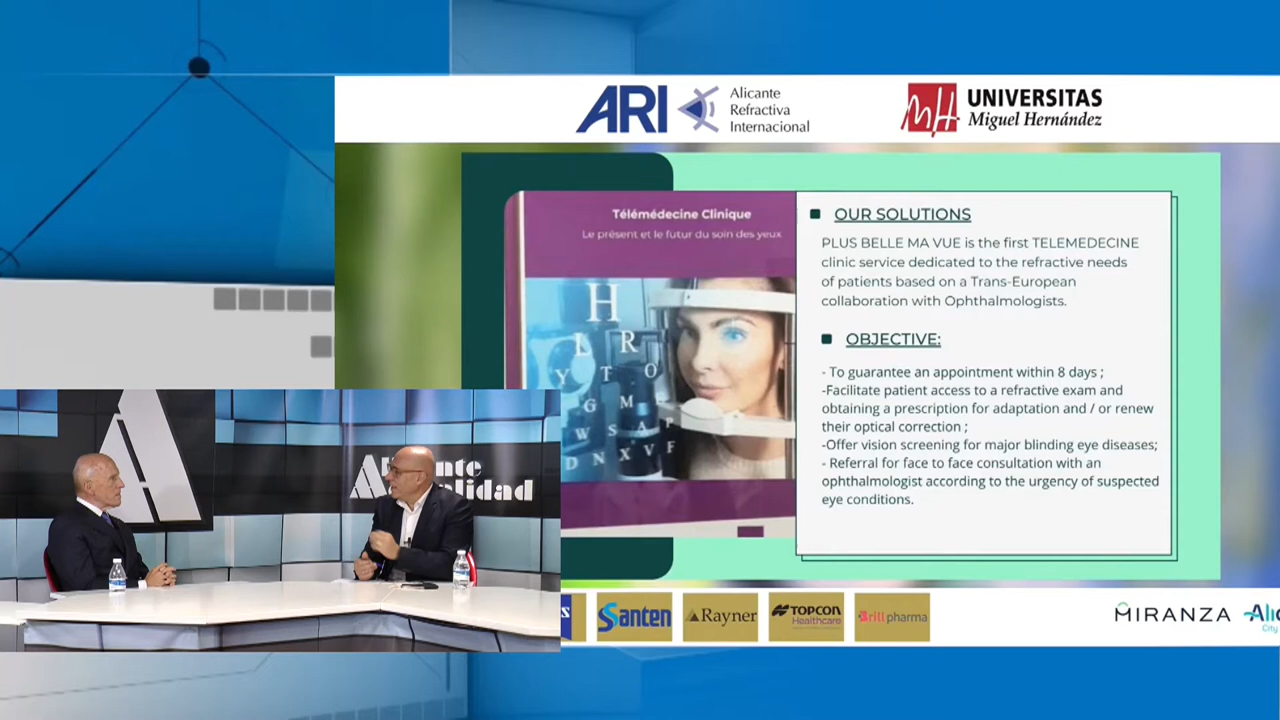 ARI
Alicante
Refractiva
Internacional
UNIVERSITAS
Miguel Hernández
Télémédecine Clinique
Le présent et le futur du soin des yeux
H
L R
Y T O
G M
W S A P
D N X V F
OUR SOLUTIONS
PLUS BELLE MA VUE is the first TELEMEDECINE
clinic service dedicated to the refractive needs
of patients based on a Trans-European
collaboration with Ophthalmologists.
OBJECTIVE:
- To guarantee an appointment within 8 days ;
-Facilitate patient access to a refractive exam and
obtaining a prescription for adaptation and / or renew
their optical correction ;
-Offer vision screening for major blinding eye diseases;
- Referral for face to face consultation with an
ophthalmologist according to the urgency of suspected
eye conditions.
Santen
Rayner
TOPCON
Healthcare
Brill pharma
MIRANZA
City